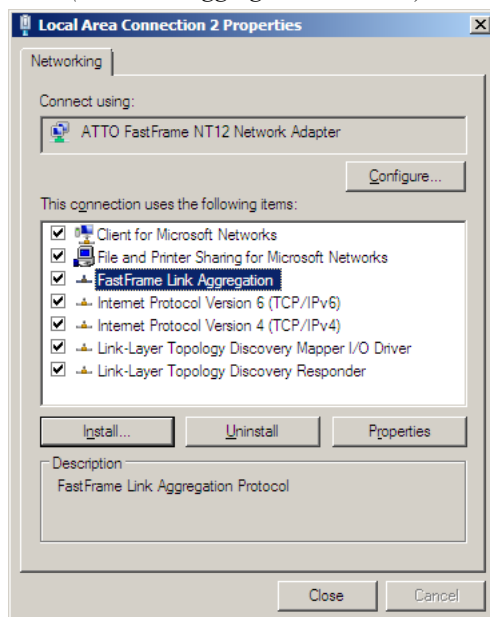 Local Area Connection 2 Properties
Networking
Connect using:
ATTO FastFrame NT12 Network Adapter
Configure...
This connection uses the following items:
Client for Microsoft Networks
File and Printer Sharing for Microsoft Networks
FastFrame Link Aggregation
Internet Protocol Version 6 (TCP/IPv6)
Internet Protocol Version 4 (TCP/IPv4)
Link-Layer Topology Discovery Mapper I/O Driver
Link-Layer Topology Discovery Responder
Install...
Uninstall
Properties
Description
FastFrame Link Aggregation Protocol
Close
Cancel